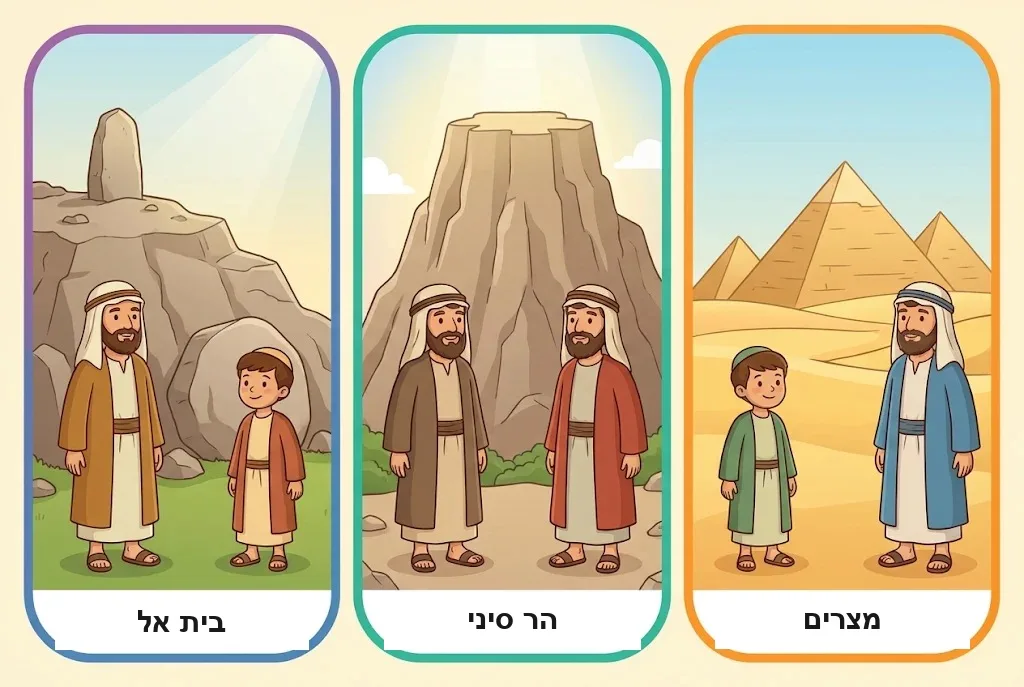 מצרים
הר סיני
בית אל